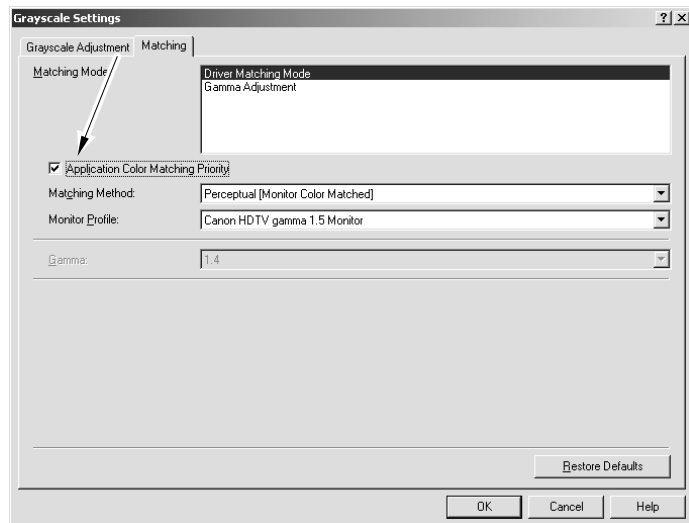 Grayscale Settings
Grayscale Adjustment Matching
Matching Mode
Driver Matching Mode
Gamma Adjustment
Application Color Matching Priority
Matching Method: Perceptual [Monitor Color Matched]
Monitor Profile: Canon HDTV gamma 1.5 Monitor
Gamma: 1.4
Restore Defaults
OK Cancel Help